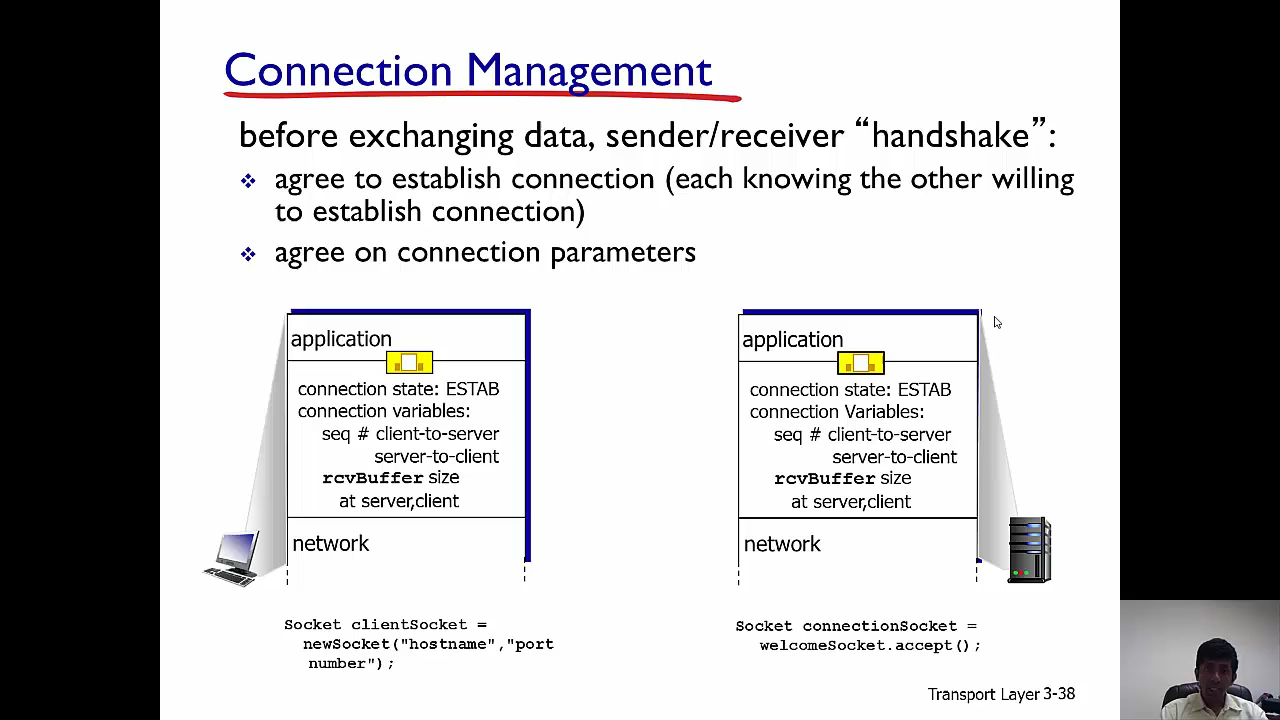 Connection Management
before exchanging data, sender/receiver “handshake”:
agree to establish connection (each knowing the other willing
to establish connection)
agree on connection parameters
application
connection state: ESTAB
connection variables:
seq # client-to-server
server-to-client
rcvBuffer size
at server,client
network
Socket clientSocket =
newSocket("hostname","port
number");
application
connection state: ESTAB
connection Variables:
seq # client-to-server
server-to-client
rcvBuffer size
at server,client
network
Socket connectionSocket =
welcomeSocket.accept();
Transport Layer 3-38